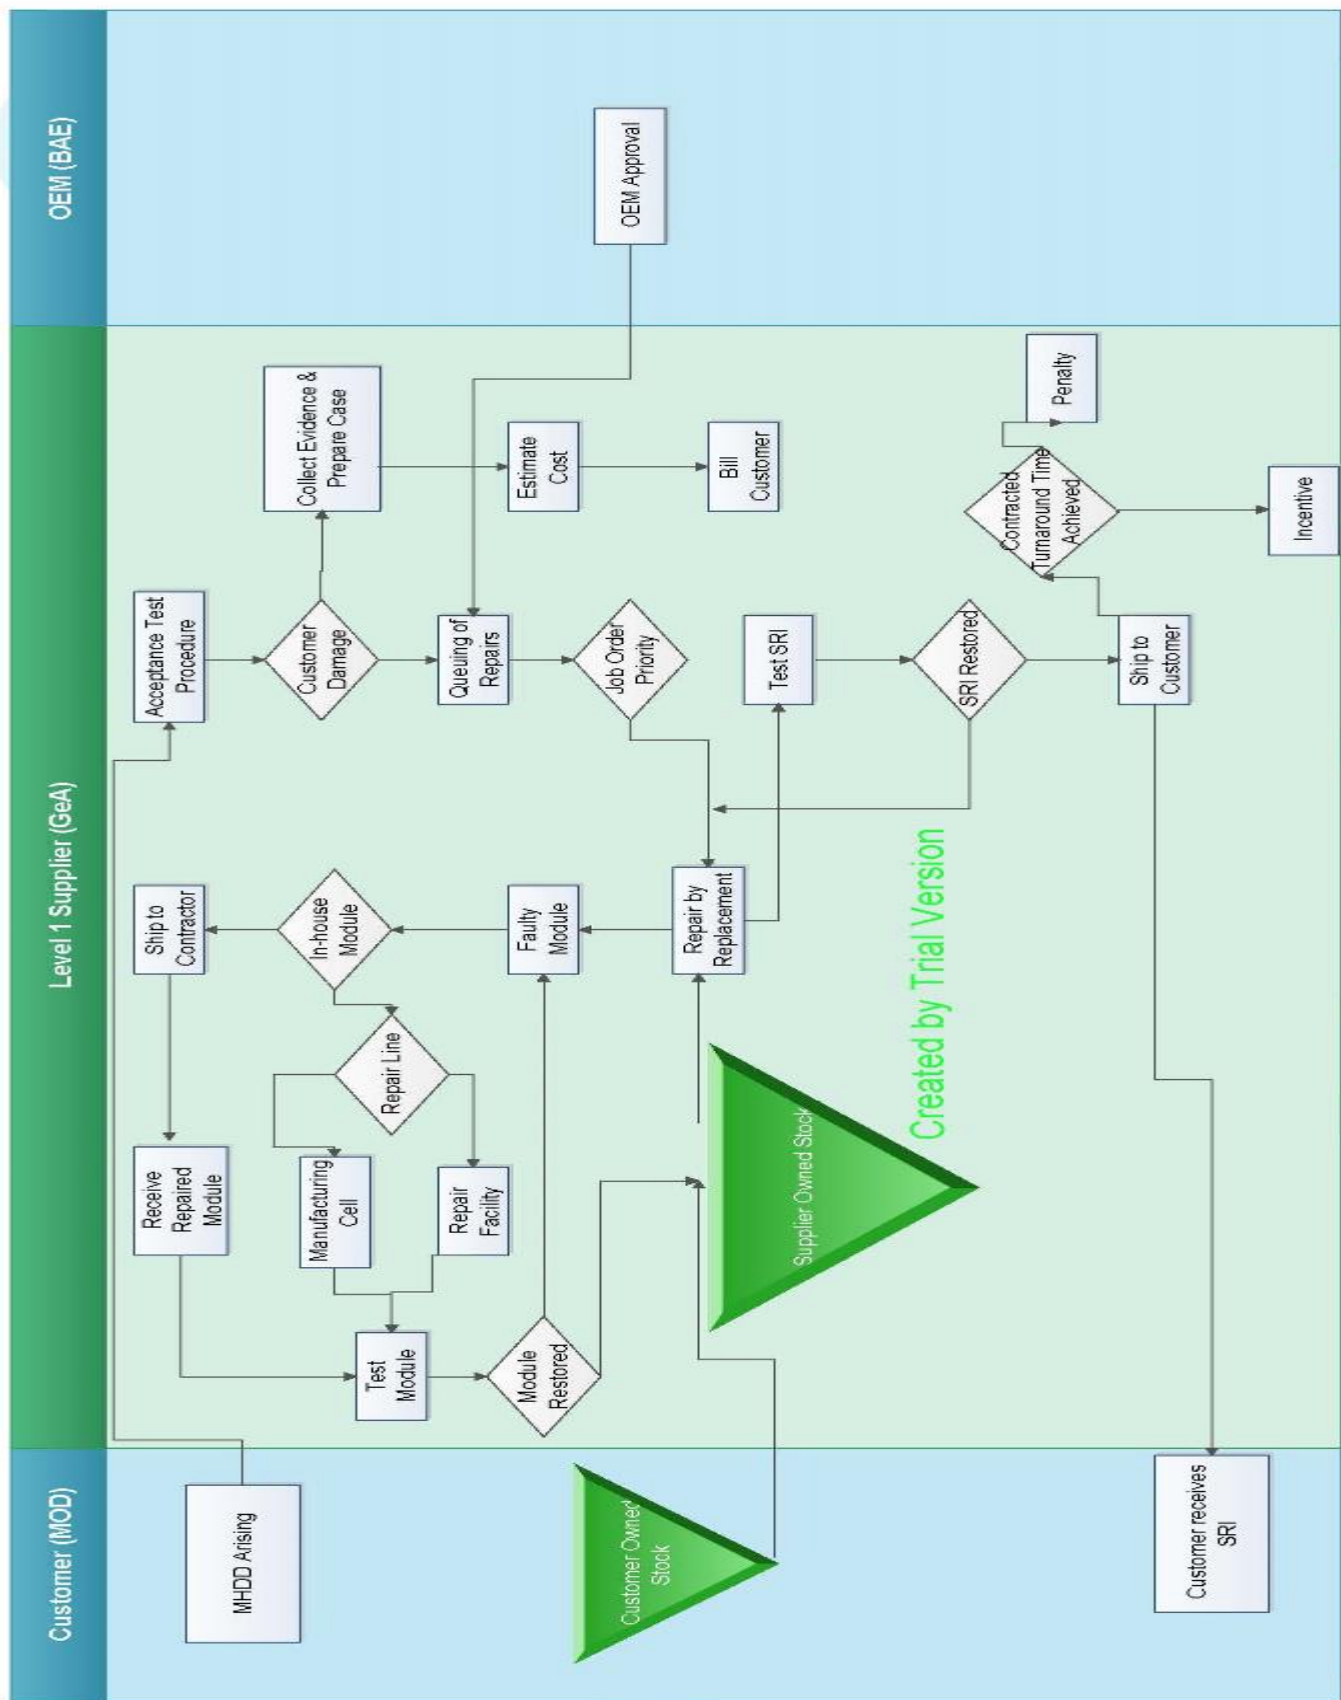 Customer (MOD)
Level 1 Supplier (GeA)
OEM (BAE)
MHDD Arising
Acceptance Test
Procedure
Customer
Damage
Collect Evidence &
Prepare Case
Ship to
Contractor
In-house
Module
Receive
Repaired
Module
Repair Line
Manufacturing
Cell
Repair
Facility
Test
Module
Module
Restored
Faulty
Module
Queuing of
Repairs
Job Order
Priority
Estimate
Cost
Bill
Customer
OEM Approval
Customer Owned
Stock
Supplier Owned Stock
Repair by
Replacement
Test SRI
SRI Restored
Ship to
Customer
Contracted
Turnaround Time
Achieved
Penalty
Incentive
Customer receives
SRI
Created by Trial Version